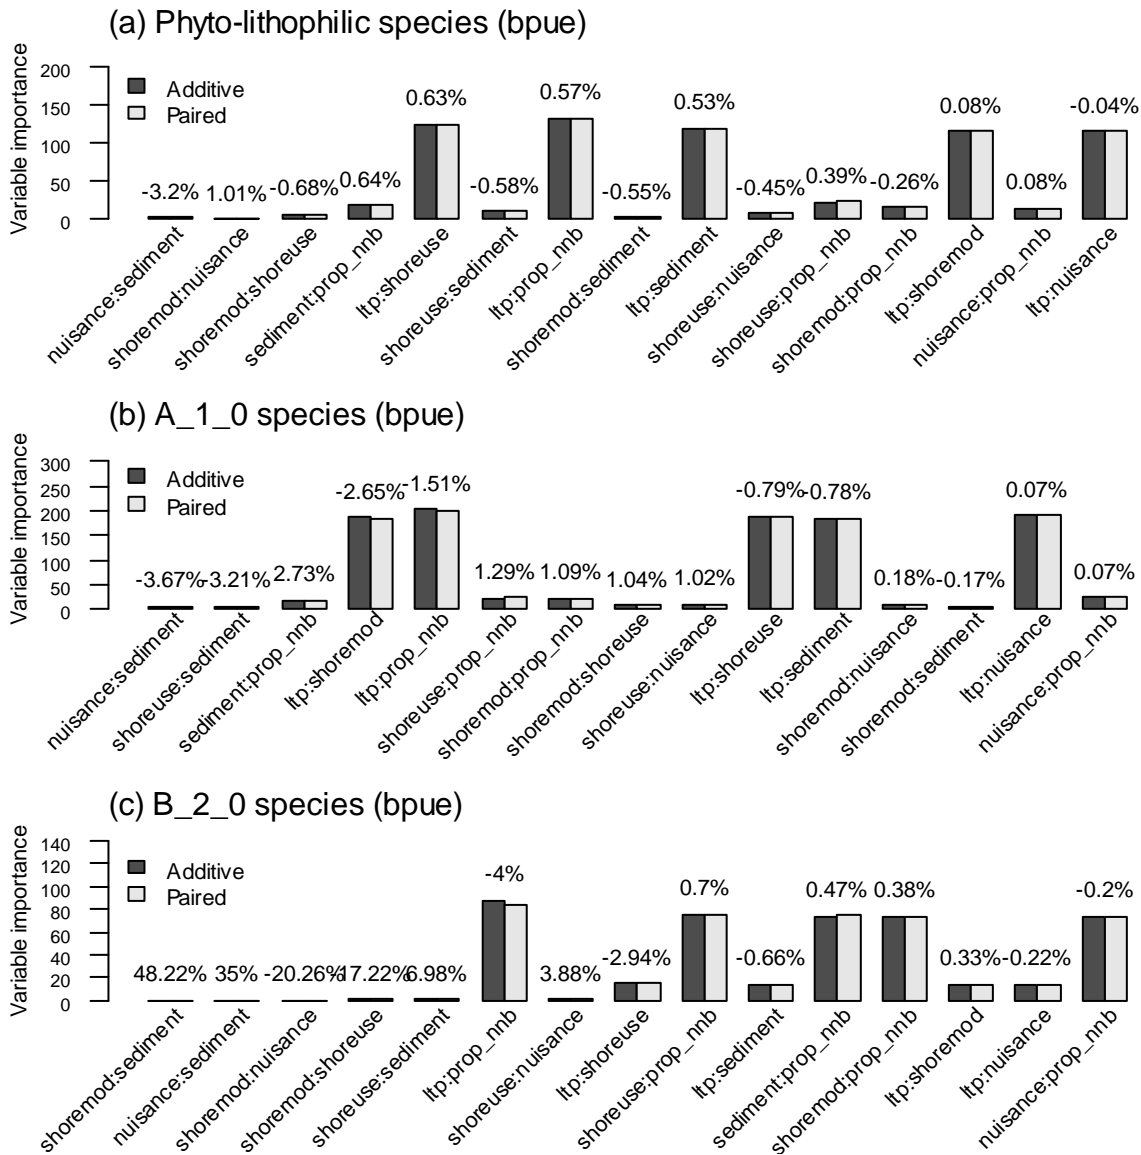 (a) Phyto-lithophilic species (bpue)
Variable importance
200
150
100
50
0
Additive
Paired
-3.2%
1.01%
-0.68%
0.64%
0.63%
-0.58%
0.57%
-0.55%
0.53%
-0.45%
0.39%
-0.26%
0.08%
0.08%
-0.04%
nuisance:sediment
shoremod:nuisance
shoremod:shoreuse
sediment:prop_nnb
ltp:shoreuse
shoreuse:sediment
ltp:prop_nnb
shoremod:sediment
ltp:sediment
shoreuse:nuisance
shoreuse:prop_nnb
shoremod:prop_nnb
ltp:shoremod
nuisance:prop_nnb
ltp:nuisance
(b) A_1_0 species (bpue)
Variable importance
300
250
200
150
100
50
0
Additive
Paired
-3.67%
-3.21%
2.73%
-2.65%
-1.51%
1.29%
1.09%
1.04%
1.02%
-0.79%
-0.78%
0.18%
-0.17%
0.07%
0.07%
nuisance:sediment
shoreuse:sediment
sediment:prop_nnb
ltp:shoremod
ltp:prop_nnb
shoreuse:prop_nnb
shoremod:prop_nnb
shoremod:shoreuse
shoreuse:nuisance
ltp:shoreuse
ltp:sediment
shoremod:nuisance
shoremod:sediment
ltp:nuisance
nuisance:prop_nnb
(c) B_2_0 species (bpue)
Variable importance
140
120
100
80
60
40
20
0
Additive
Paired
48.22%
35%
-20.26%
17.22%
6.98%
-4%
3.88%
-2.94%
0.7%
-0.66%
0.47%
0.38%
0.33%
-0.22%
-0.2%
shoremod:sediment
nuisance:sediment
shoremod:nuisance
shoremod:shoreuse
shoreuse:sediment
ltp:prop_nnb
shoreuse:nuisance
ltp:shoreuse
shoreuse:prop_nnb
ltp:sediment
sediment:prop_nnb
shoremod:prop_nnb
ltp:shoremod
ltp:nuisance
nuisance:prop_nnb